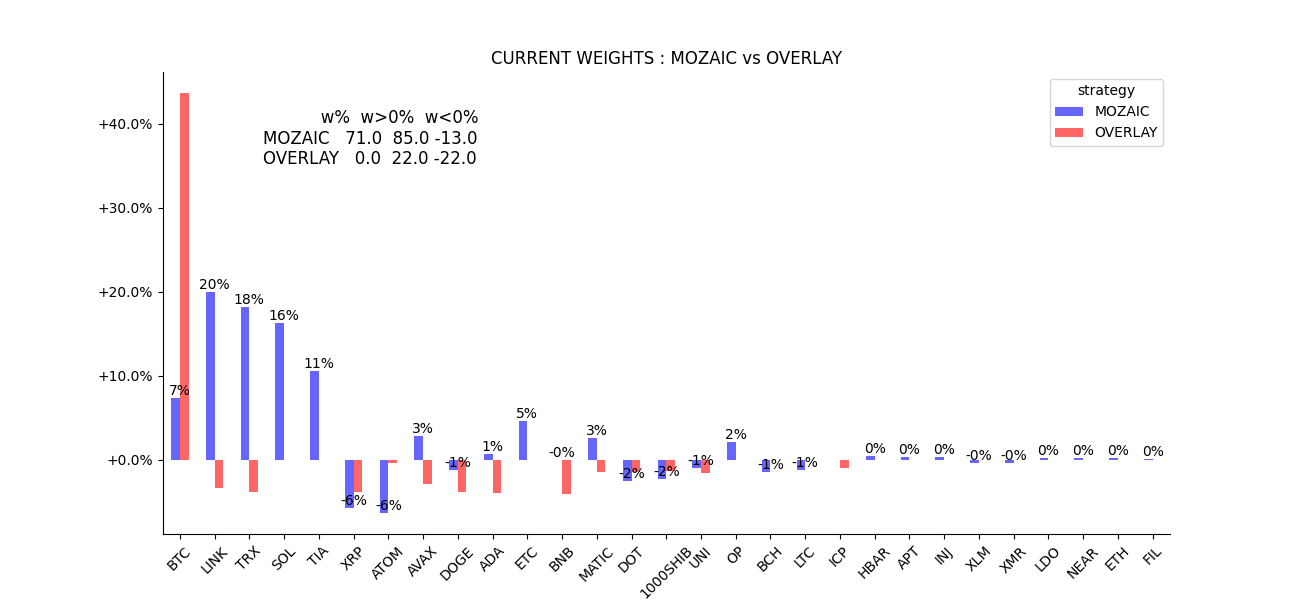 CURRENT WEIGHTS : MOZAIC vs OVERLAY
strategy
MOZAIC
OVERLAY
w% w>0% w<0%
MOZAIC 71.0 85.0 -13.0
OVERLAY 0.0 22.0 -22.0
+40.0%
+30.0%
+20.0%
+10.0%
+0.0%
7%
20%
18%
16%
11%
-6%
-6%
3%
-1%
1%
5%
-0%
3%
-2%
-2%
-1%
2%
-1%
-1%
0%
0%
0%
-0%
-0%
0%
0%
0%
0%
BTC
LINK
TRX
SOL
TIA
XRP
ATOM
AVAX
DOGE
ADA
ETC
BNB
MATIC
DOT
1000SHIB
UNI
OP
BCH
LTC
ICP
HBAR
APT
INJ
XLM
XMR
LDO
NEAR
ETH
FIL